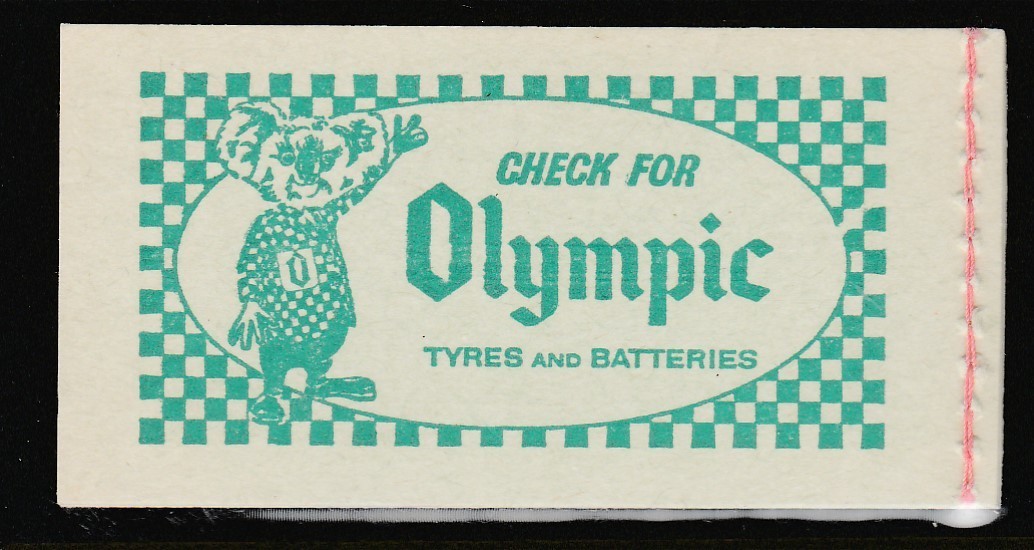 CHECK FOR
Olympic
TYRES AND BATTERIES
O